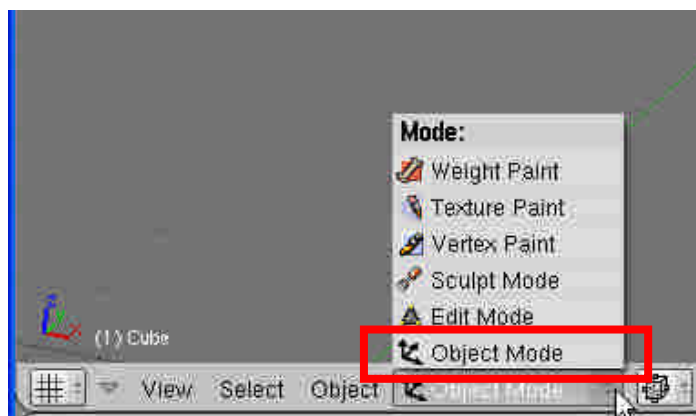 Mode:
Weight Paint
Texture Paint
Vertex Paint
Sculpt Mode
Edit Mode
Object Mode
(1) Cube
View Select Object Object Mode